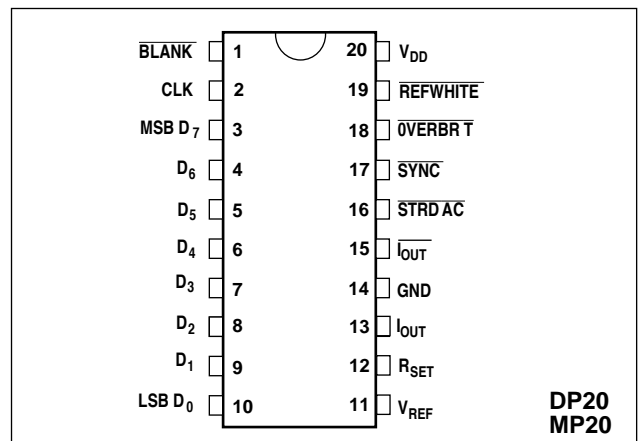 BLANK 1 20 VDD
CLK 2 19 REFWHITE
MSB D7 3 18 0VERBR T
D6 4 17 SYNC
D5 5 16 STRD AC
D4 6 15 IOUT
D3 7 14 GND
D2 8 13 IOUT
D1 9 12 RSET
LSB D0 10 11 VREF
DP20
MP20